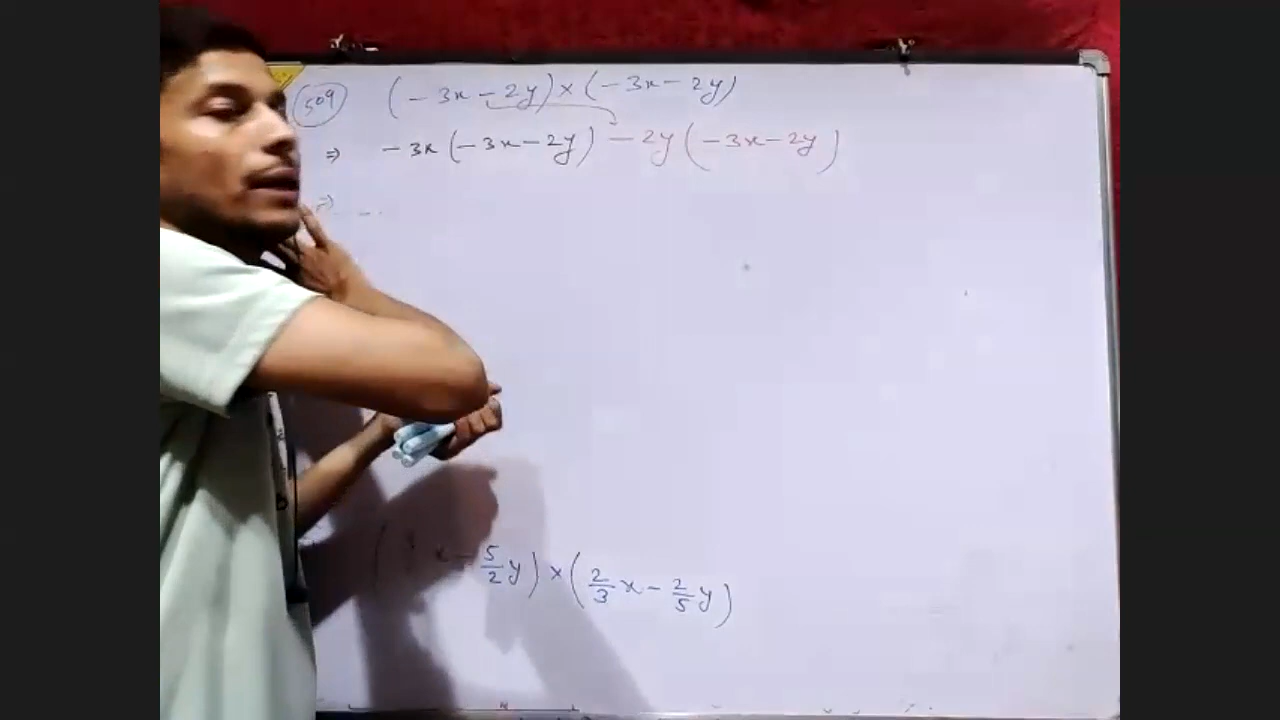 509 (-3x-2y)×(-3x-2y)
⇒ -3x(-3x-2y) -2y(-3x-2y)
⇒ ---
( x - 5/2 y)×(2/3 x - 2/5 y)